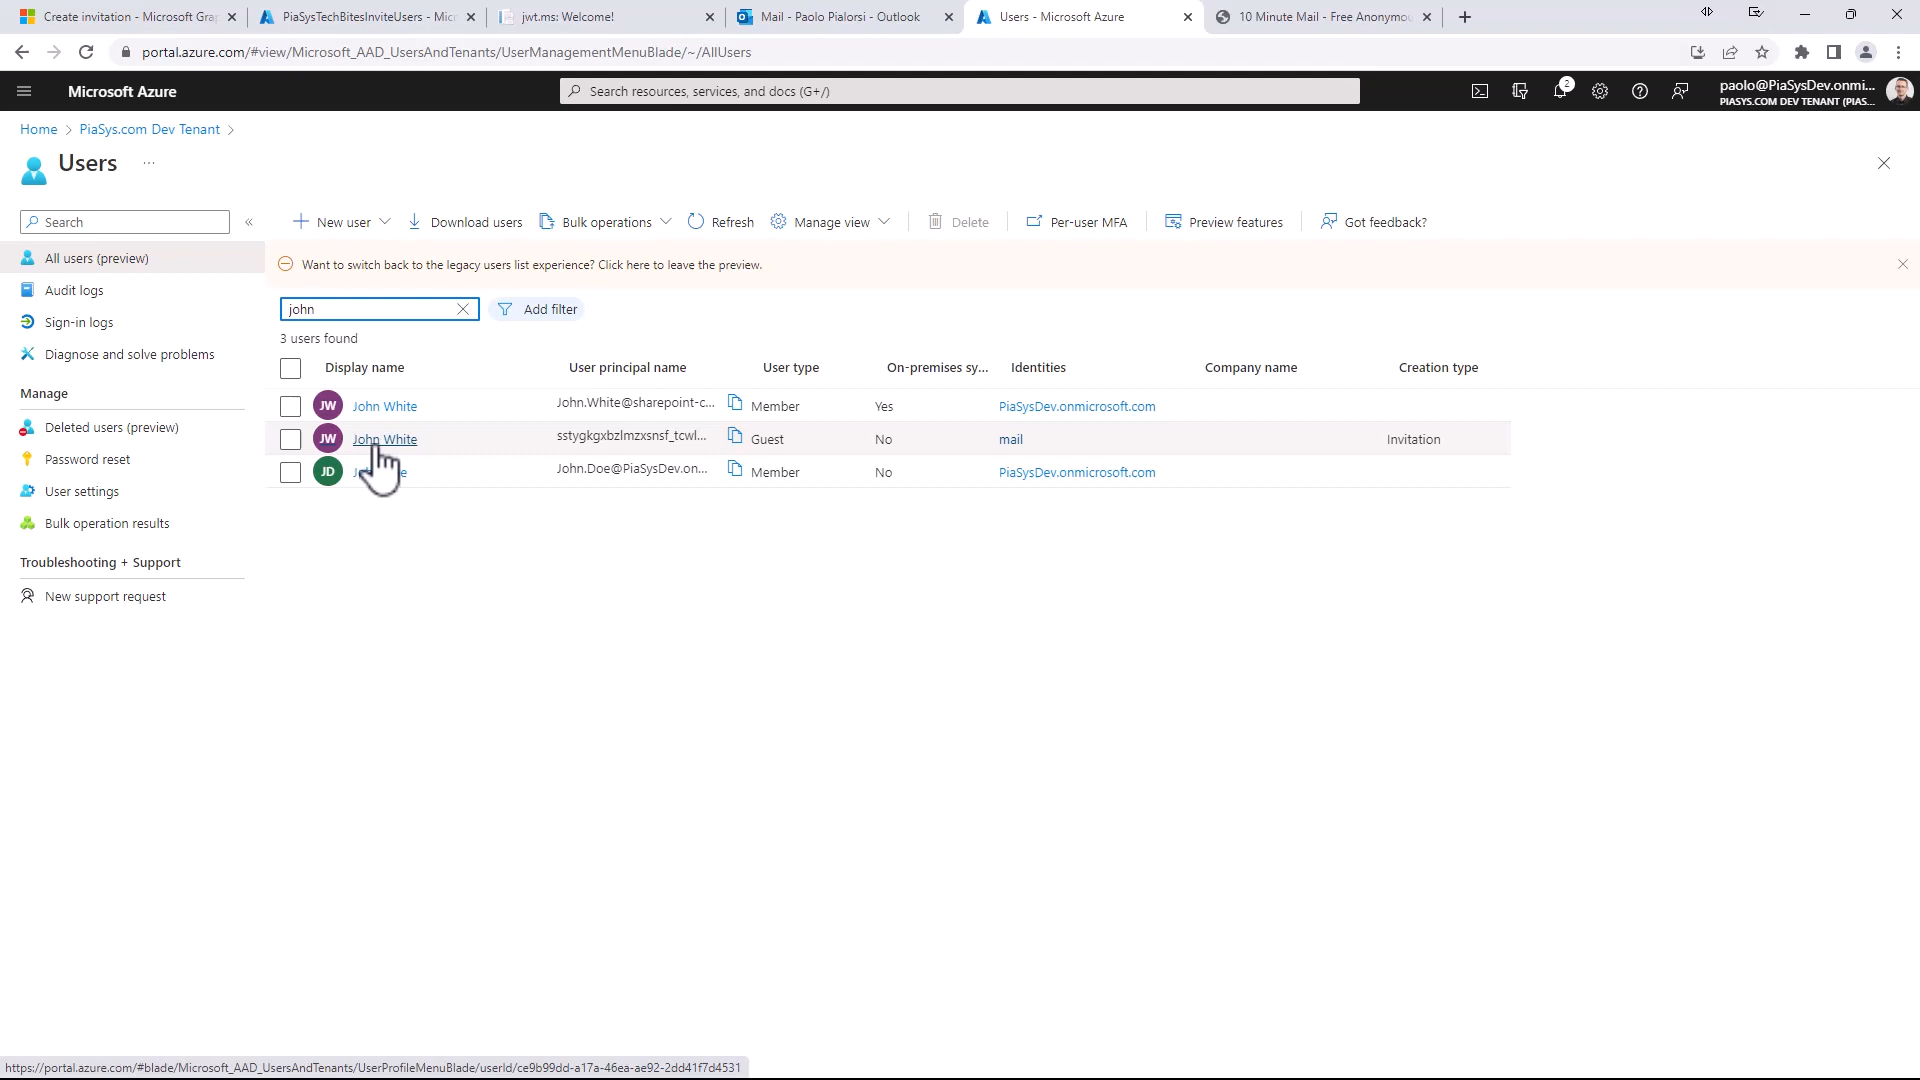 Create invitation - Microsoft Gra
PiaSysTechBitesInviteUsers - Micr
jwt.ms: Welcome!
Mail - Paolo Pialorsi - Outlook
Users - Microsoft Azure
10 Minute Mail - Free Anonymou
portal.azure.com/#view/Microsoft_AAD_UsersAndTenants/UserManagementMenuBlade/~/AllUsers
Microsoft Azure
Search resources, services, and docs (G+/)
2
paolo@PiaSysDev.onmi...
PIASYS.COM DEV TENANT (PIAS...
Home
PiaSys.com Dev Tenant
Users
...
Search
«
New user
Download users
Bulk operations
Refresh
Manage view
Delete
Per-user MFA
Preview features
Got feedback?
All users (preview)
Audit logs
Sign-in logs
Diagnose and solve problems
Manage
Deleted users (preview)
Password reset
User settings
Bulk operation results
Troubleshooting + Support
New support request
Want to switch back to the legacy users list experience? Click here to leave the preview.
john
Add filter
3 users found
Display name
User principal name
User type
On-premises sy...
Identities
Company name
Creation type
JW
John White
John.White@sharepoint-c...
Member
Yes
PiaSysDev.onmicrosoft.com
JW
John White
sstygkgxbzlmzxsnsf_tcwl...
Guest
No
mail
Invitation
JD
John.Doe@PiaSysDev.on...
Member
No
PiaSysDev.onmicrosoft.com
https://portal.azure.com/#blade/Microsoft_AAD_UsersAndTenants/UserProfileMenuBlade/userId/ce9b99dd-a17a-46ea-ae92-2dd41f7d4531